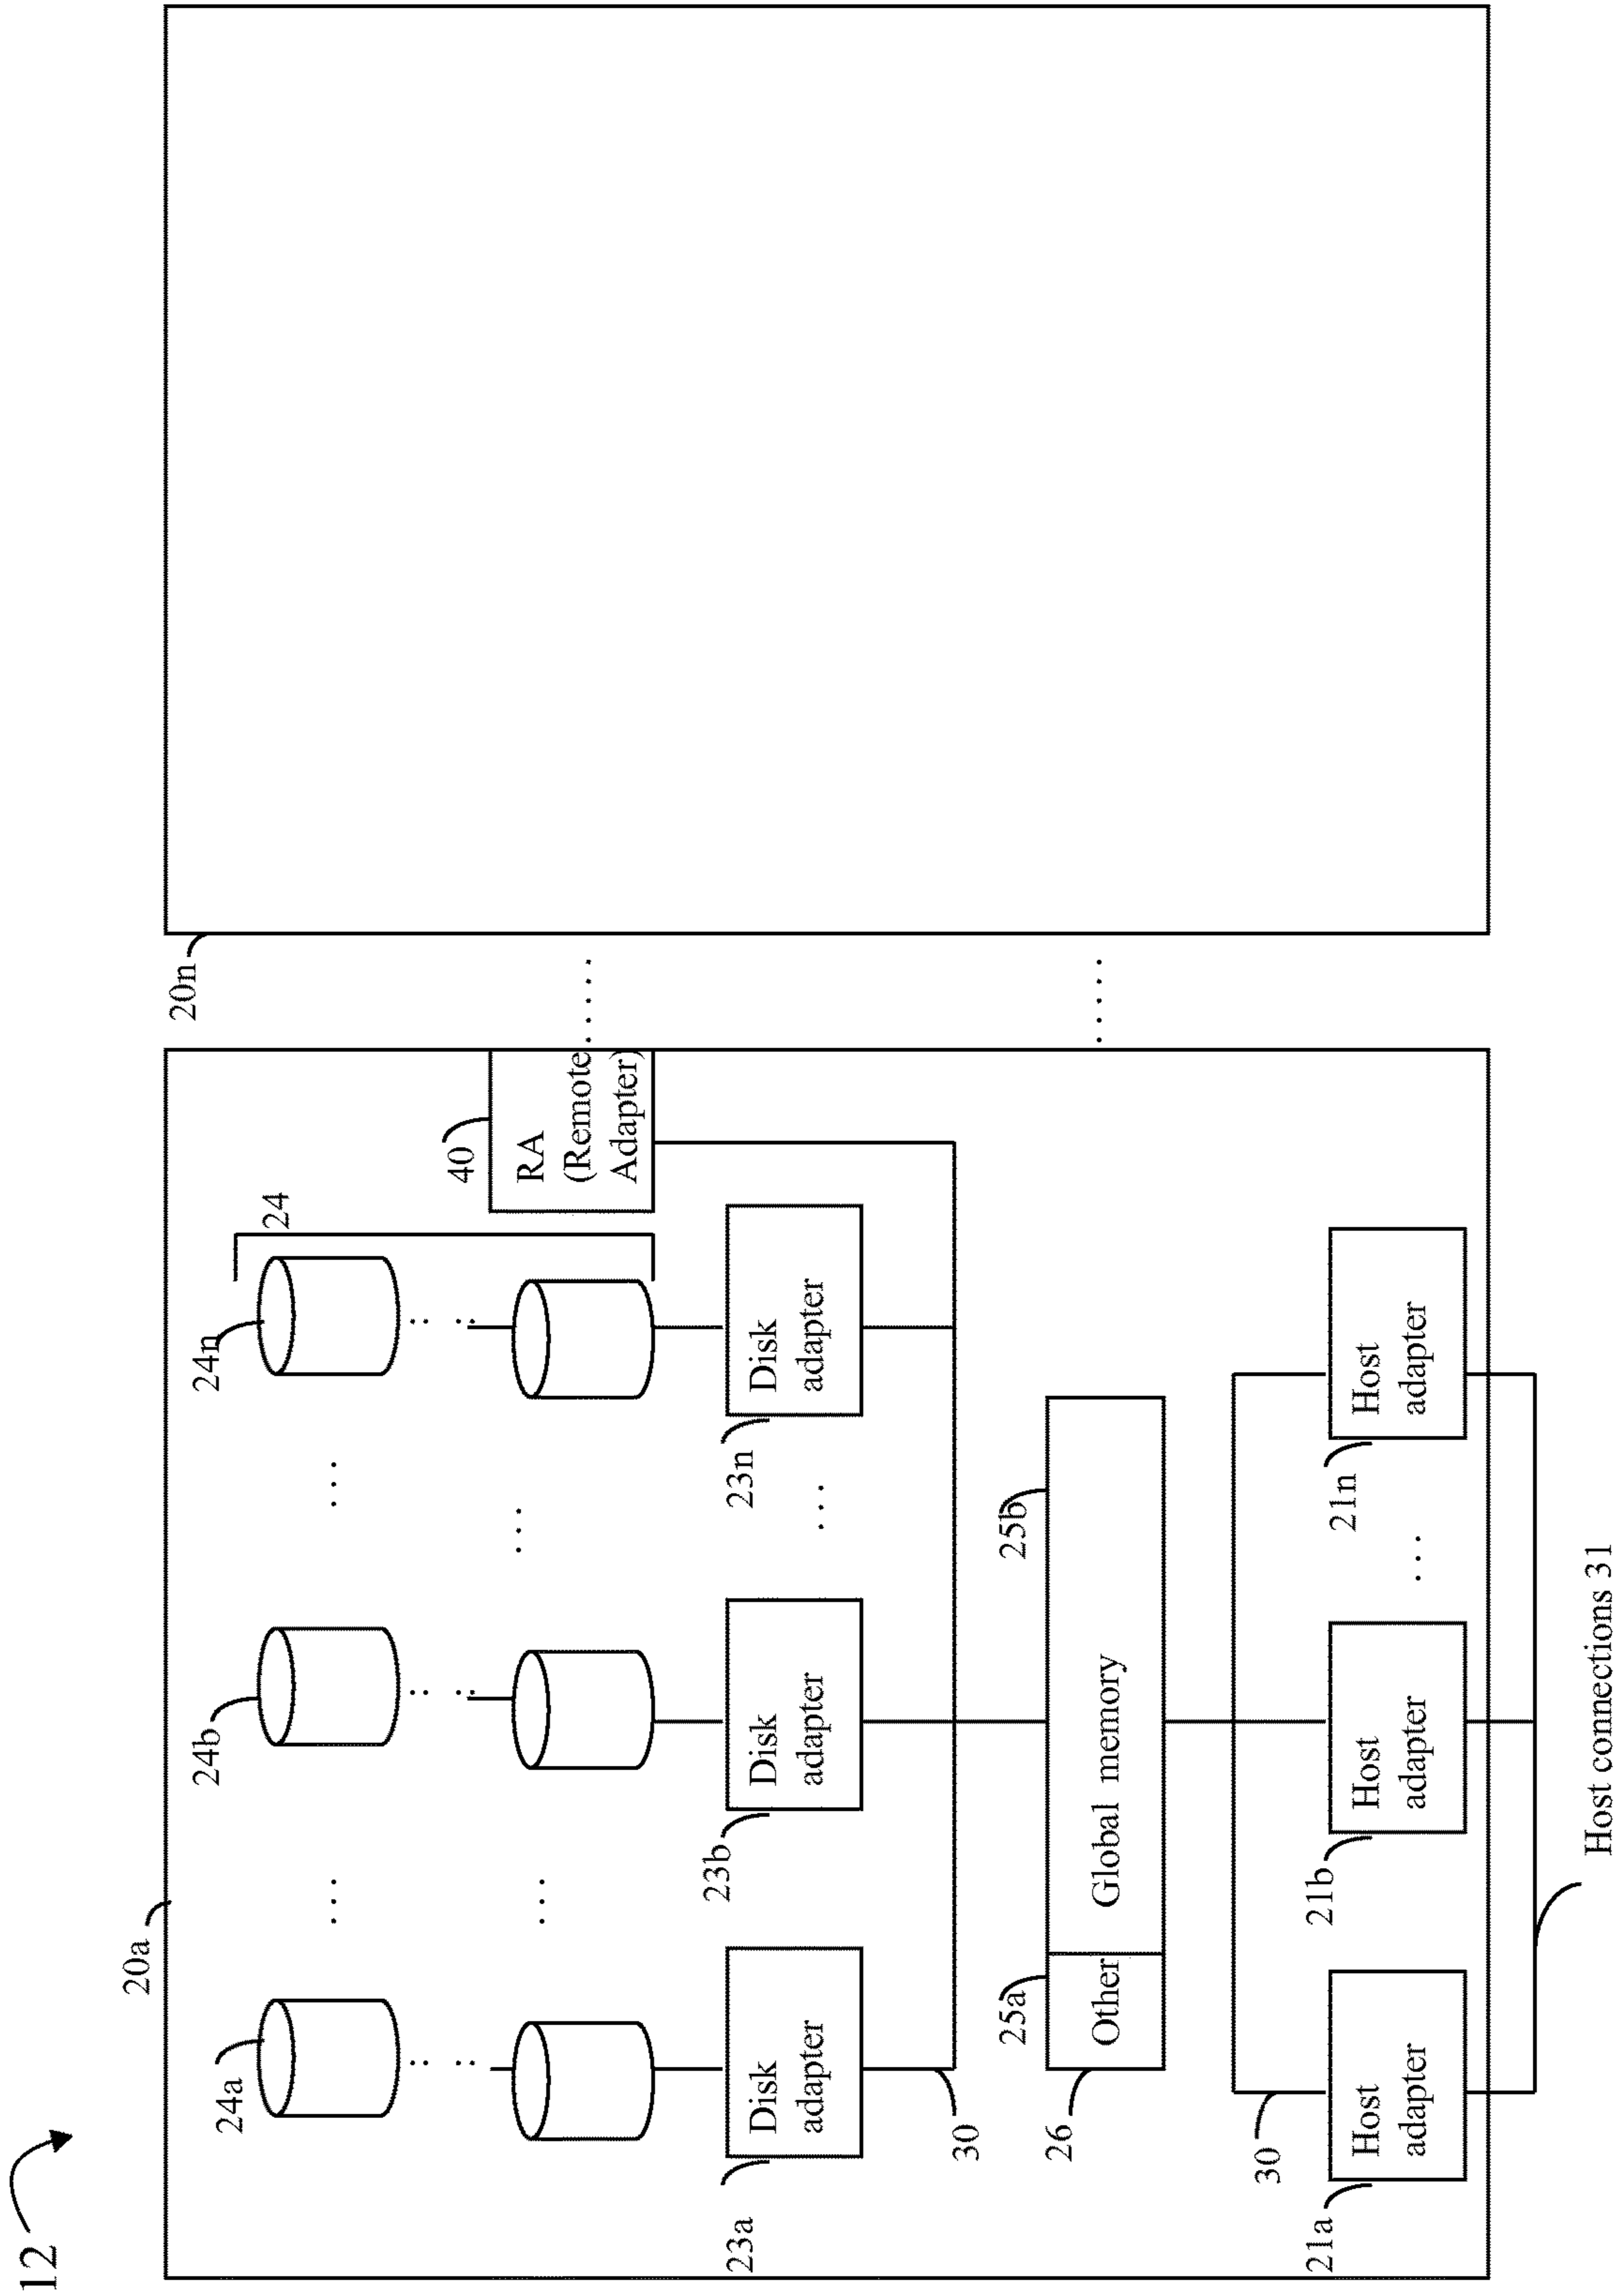 12
20a
20n
24a
24b
24n
24
40
RA
(Remote
Adapter)
......
.....
...
...
...
...
23a
Disk
adapter
23b
Disk
adapter
...
23n
Disk
adapter
30
25a
25b
26
Other
Global memory
30
21a
Host
adapter
21b
Host
adapter
...
21n
Host
adapter
Host connections 31